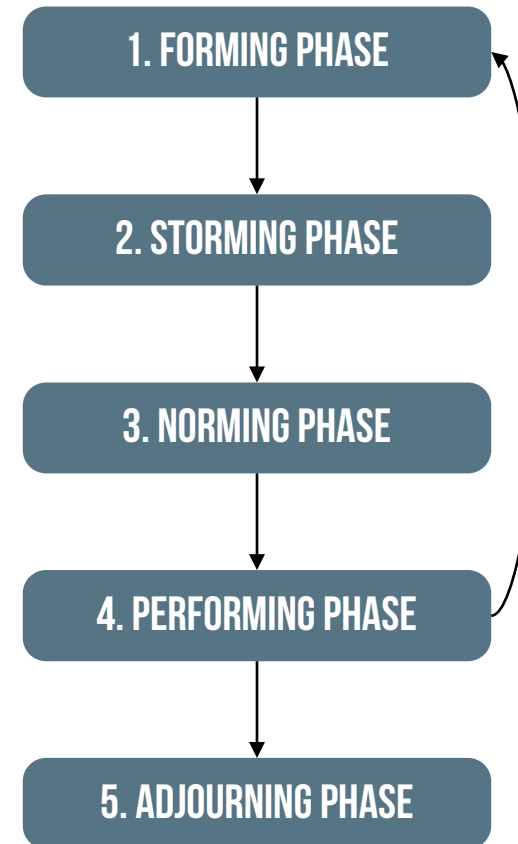 1. FORMING PHASE
2. STORMING PHASE
3. NORMING PHASE
4. PERFORMING PHASE
5. ADJOURNING PHASE